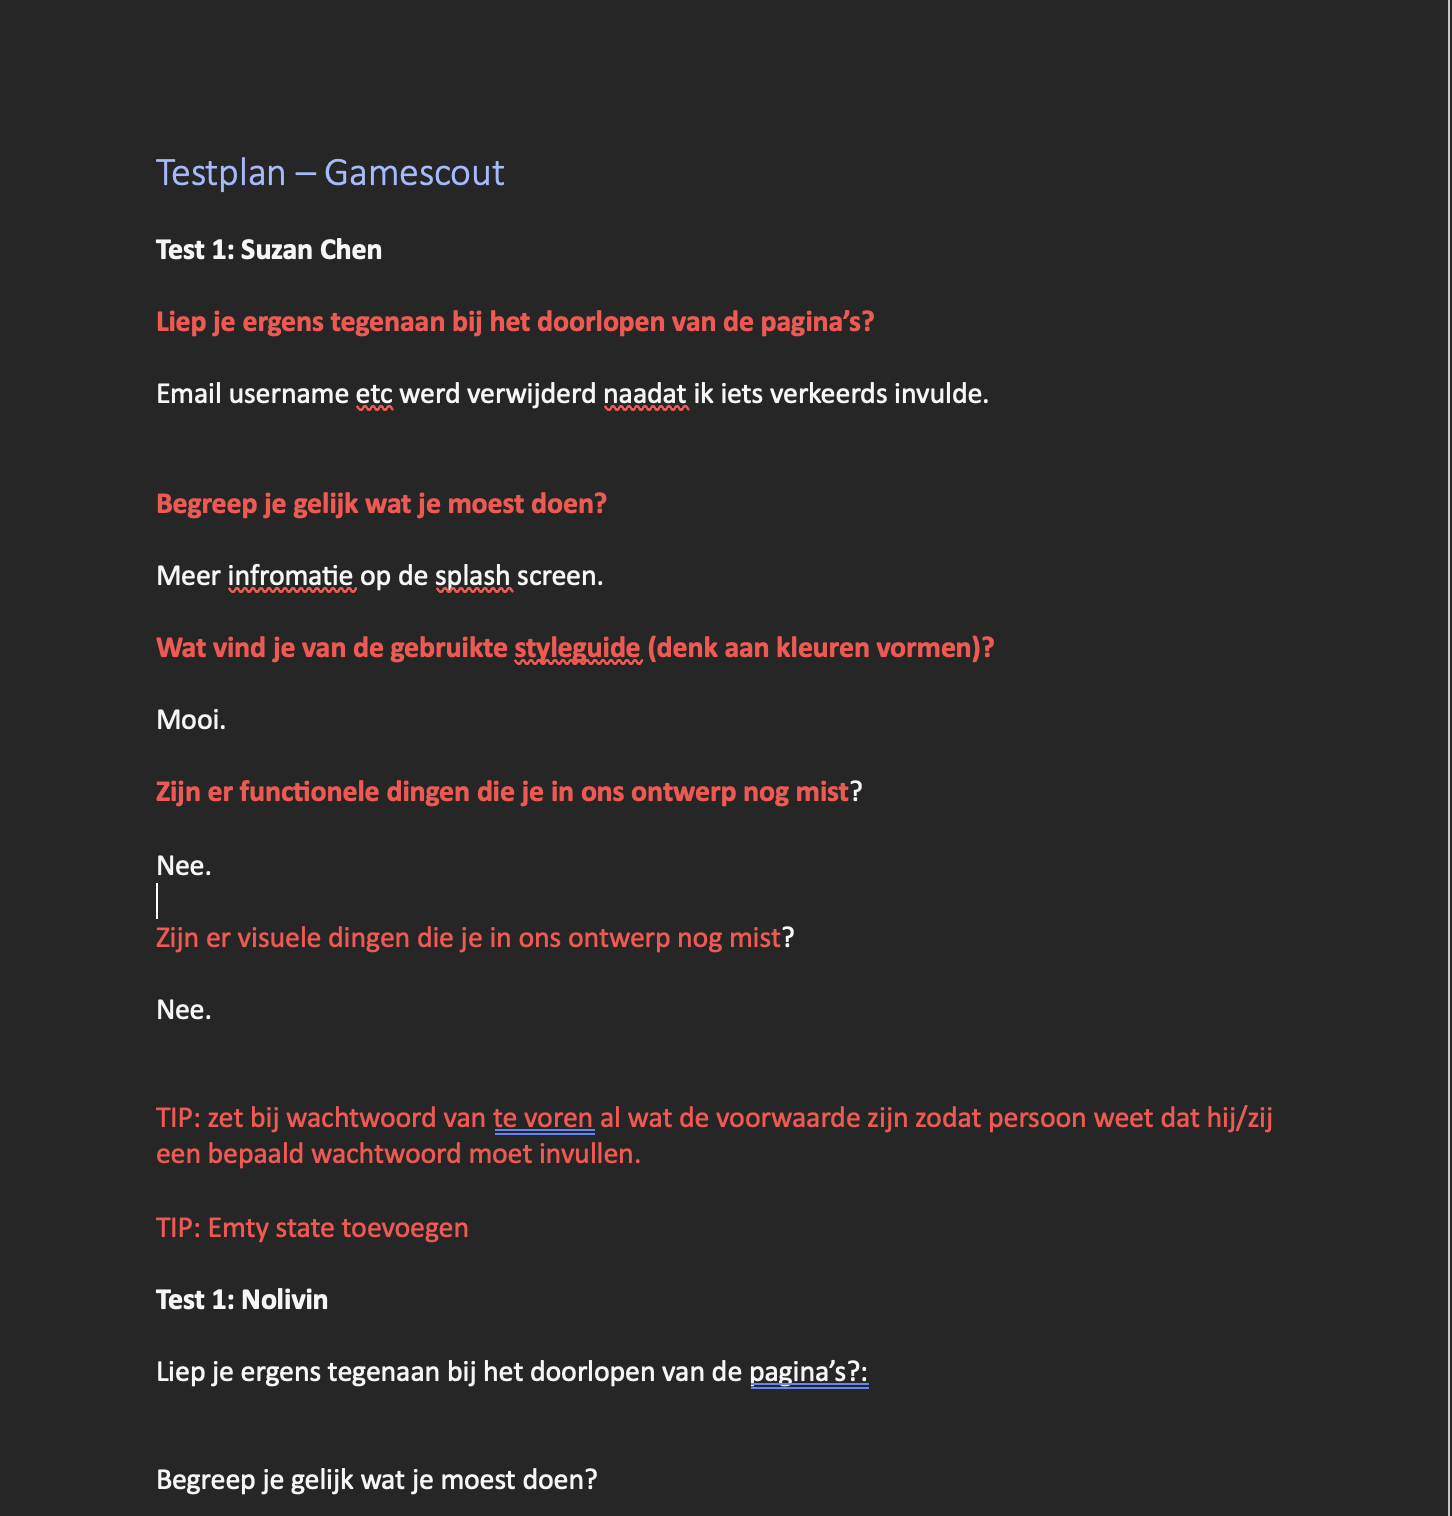 Testplan – Gamescout
Test 1: Suzan Chen
Liep je ergens tegenaan bij het doorlopen van de pagina’s?
Email username etc werd verwijderd naadat ik iets verkeerds invulde.
Begreep je gelijk wat je moest doen?
Meer infromatie op de splash screen.
Wat vind je van de gebruikte styleguide (denk aan kleuren vormen)?
Mooi.
Zijn er functionele dingen die je in ons ontwerp nog mist?
Nee.
Zijn er visuele dingen die je in ons ontwerp nog mist?
Nee.
TIP: zet bij wachtwoord van te voren al wat de voorwaarde zijn zodat persoon weet dat hij/zij
een bepaald wachtwoord moet invullen.
TIP: Emty state toevoegen
Test 1: Nolivin
Liep je ergens tegenaan bij het doorlopen van de pagina’s?:
Begreep je gelijk wat je moest doen?